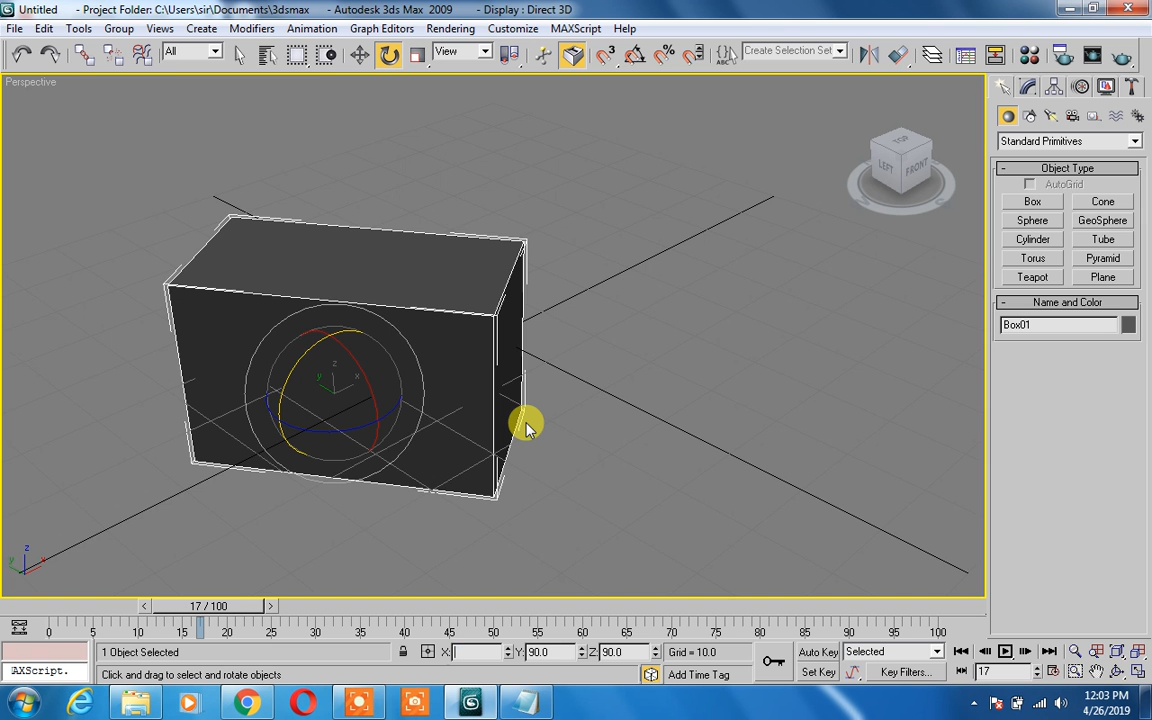 Untitled - Project Folder: C:\Users\sir\Documents\3dsmax - Autodesk 3ds Max 2009 - Display : Direct 3D
File Edit Tools Group Views Create Modifiers Animation Graph Editors Rendering Customize MAXScript Help
All View Create Selection Set
Perspective
TOP
LEFT FRONT
Standard Primitives
- Object Type
AutoGrid
Box Cone
Sphere GeoSphere
Cylinder Tube
Torus Pyramid
Teapot Plane
- Name and Color
Box01
z
y x
z
y x
< 17 / 100 >
0 5 10 15 20 25 30 35 40 45 50 55 60 65 70 75 80 85 90 95 100
1 Object Selected X: Y: 90.0 Z: 90.0 Grid = 10.0 Auto Key Selected
AXScript. Click and drag to select and rotate objects Add Time Tag Set Key Key Filters... 17
12:03 PM
4/26/2019